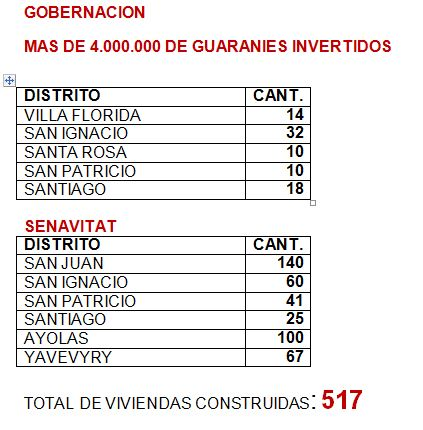 GOBERNACION
MAS DE 4.000.000 DE GUARANIES INVERTIDOS
DISTRITO CANT.
VILLA FLORIDA 14
SAN IGNACIO 32
SANTA ROSA 10
SAN PATRICIO 10
SANTIAGO 18
SENAVITAT
DISTRITO CANT.
SAN JUAN 140
SAN IGNACIO 60
SAN PATRICIO 41
SANTIAGO 25
AYOLAS 100
YAVEVYRY 67
TOTAL DE VIVIENDAS CONSTRUIDAS: 517